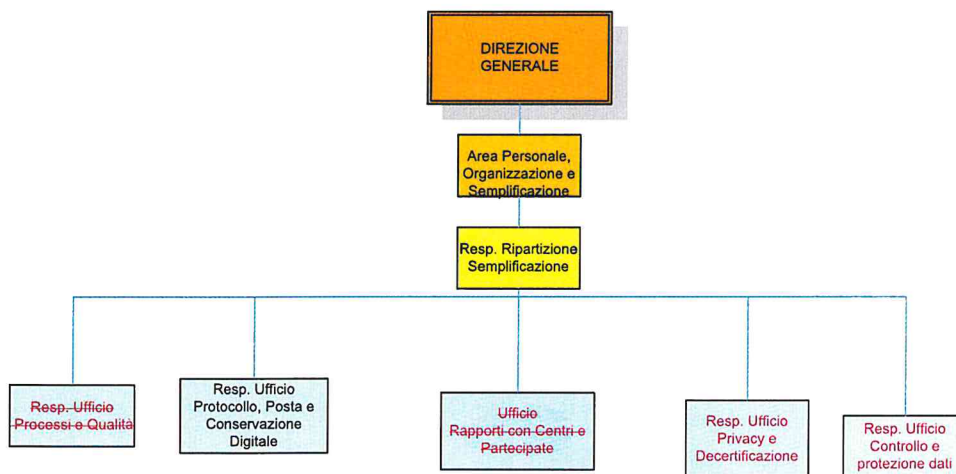 DIREZIONE
GENERALE
Area Personale,
Organizzazione e
Semplificazione
Resp. Ripartizione
Semplificazione
Resp. Ufficio
Processi e Qualità
Resp. Ufficio
Protocollo, Posta e
Conservazione
Digitale
Ufficio
Rapporti con Centri e
Partecipate
Resp. Ufficio
Privacy e
Decertificazione
Resp. Ufficio
Controllo e
protezione dati